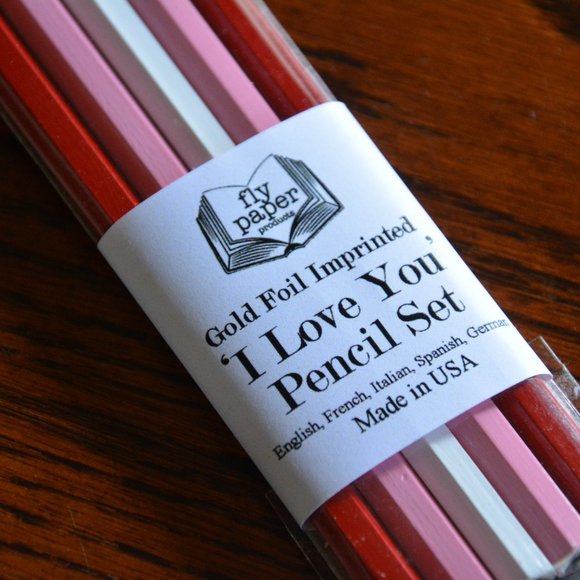 fly
paper
products
Gold Foil Imprinted
‘I Love You’
Pencil Set
English, French, Italian, Spanish, German
Made in USA